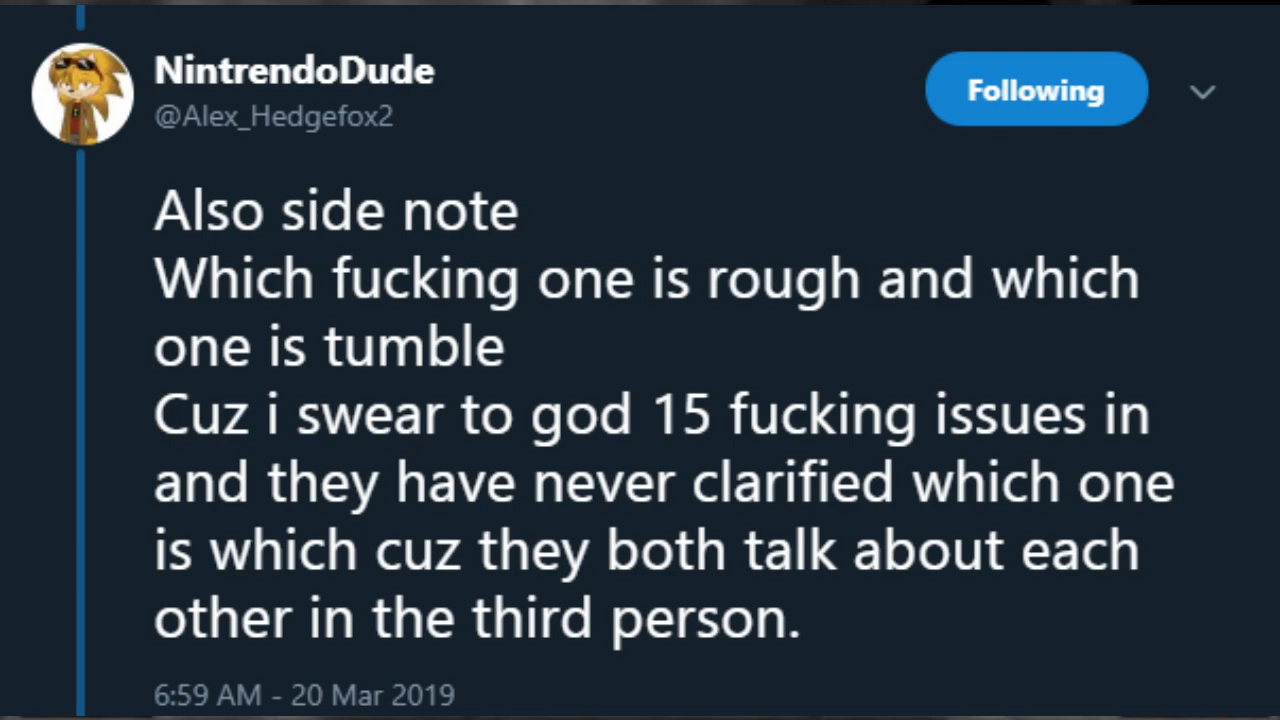 NintrendoDude
@Alex_Hedgefox2
Following
Also side note
Which fucking one is rough and which
one is tumble
Cuz i swear to god 15 fucking issues in
and they have never clarified which one
is which cuz they both talk about each
other in the third person.
6:59 AM - 20 Mar 2019